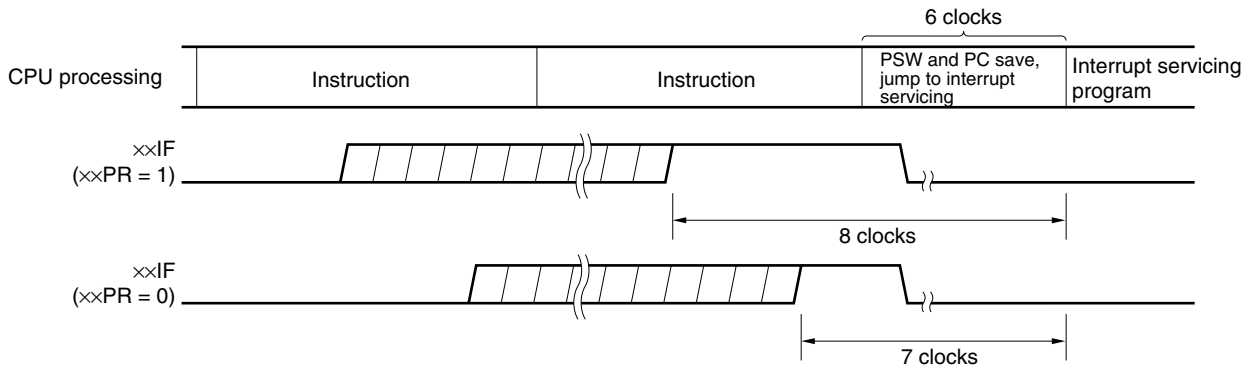 6 clocks
CPU processing
Instruction
Instruction
PSW and PC save,
jump to interrupt
servicing
Interrupt servicing
program
××IF
(××PR = 1)
8 clocks
××IF
(××PR = 0)
7 clocks